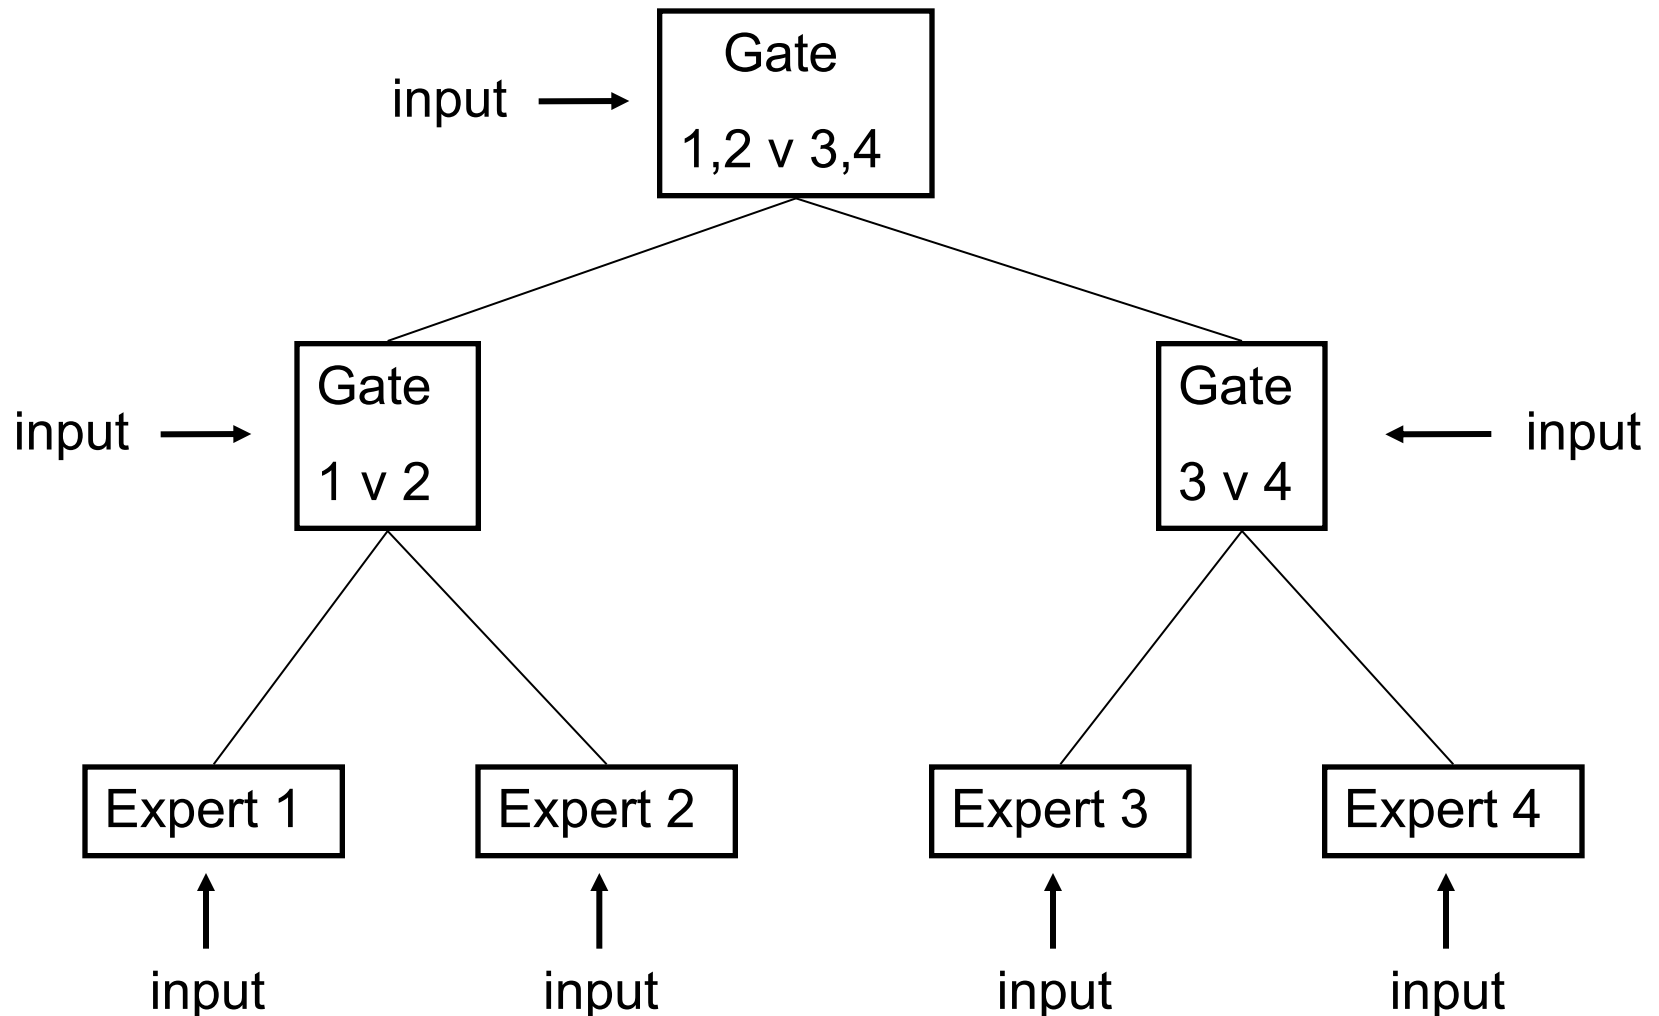 Gate
input
1,2 v 3,4
Gate
Gate
input
input
1 v 2
3 v 4
Expert 1
Expert 2
Expert 3
Expert 4
input
input
input
input